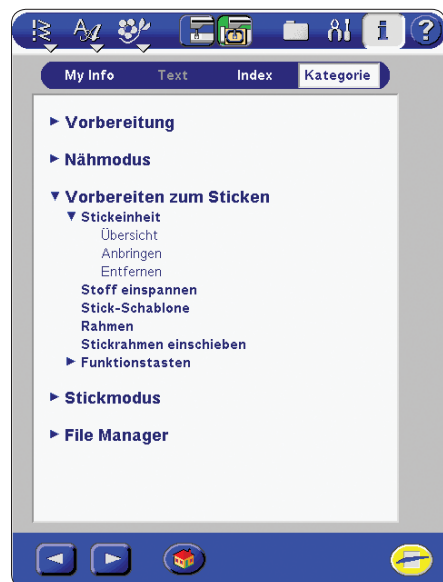 My Info Text Index Kategorie
Vorbereitung
Nähmodus
Vorbereiten zum Sticken
Stickeinheit
Übersicht
Anbringen
Entfernen
Stoff einspannen
Stick-Schablone
Rahmen
Stickrahmen einschieben
Funktionstasten
Stickmodus
File Manager